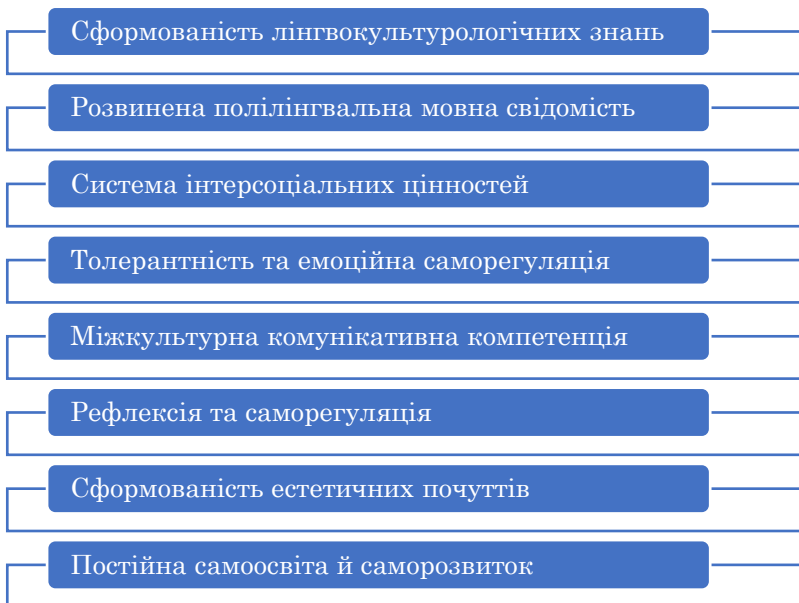 Сформованість лінгвокультурологічних знань
Розвинена полілінгвальна мовна свідомість
Система інтерсоціальних цінностей
Толерантність та емоційна саморегуляція
Міжкультурна комунікативна компетенція
Рефлексія та саморегуляція
Сформованість естетичних почуттів
Постійна самоосвіта й саморозвиток